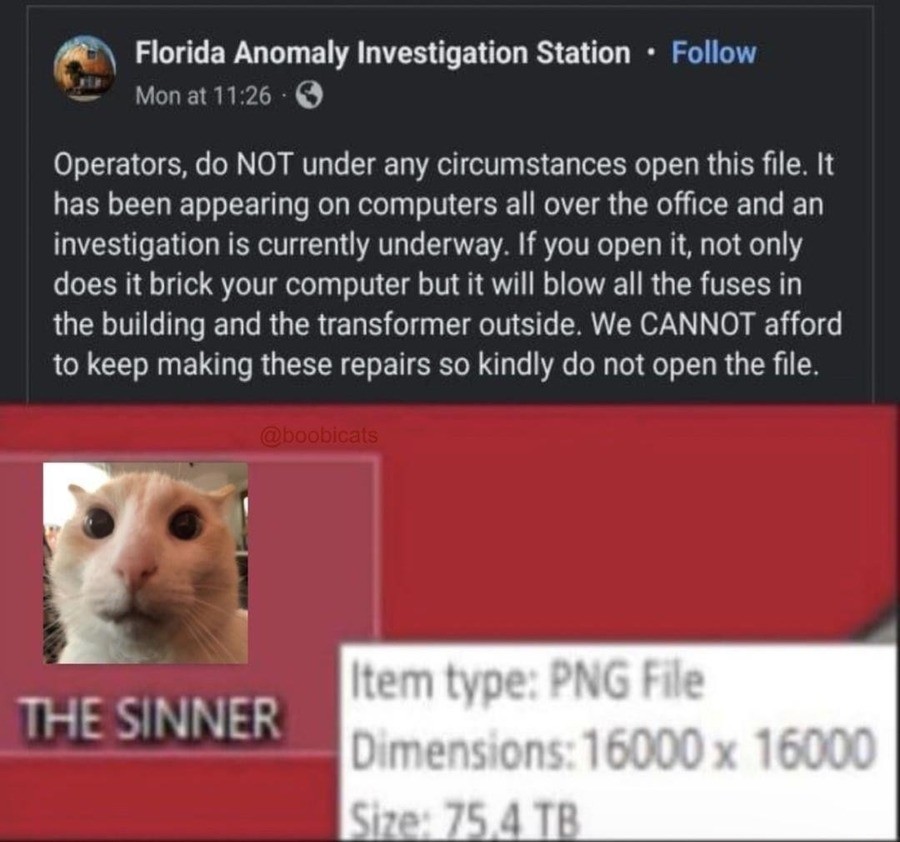 Florida Anomaly Investigation Station · Follow
Mon at 11:26 ·
Operators, do NOT under any circumstances open this file. It
has been appearing on computers all over the office and an
investigation is currently underway. If you open it, not only
does it brick your computer but it will blow all the fuses in
the building and the transformer outside. We CANNOT afford
to keep making these repairs so kindly do not open the file.
@boobicats
THE SINNER
Item type: PNG File
Dimensions: 16000 x 16000
Size: 75,4 TB